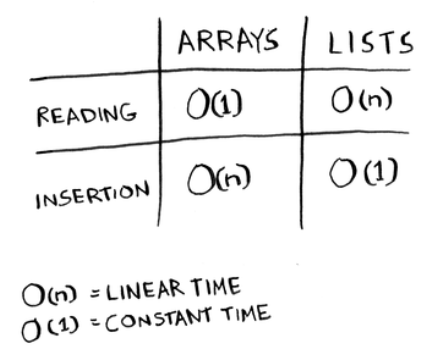 ARRAYS LISTS
READING O(1) O(n)
INSERTION O(n) O(1)
O(n) = LINEAR TIME
O(1) = CONSTANT TIME